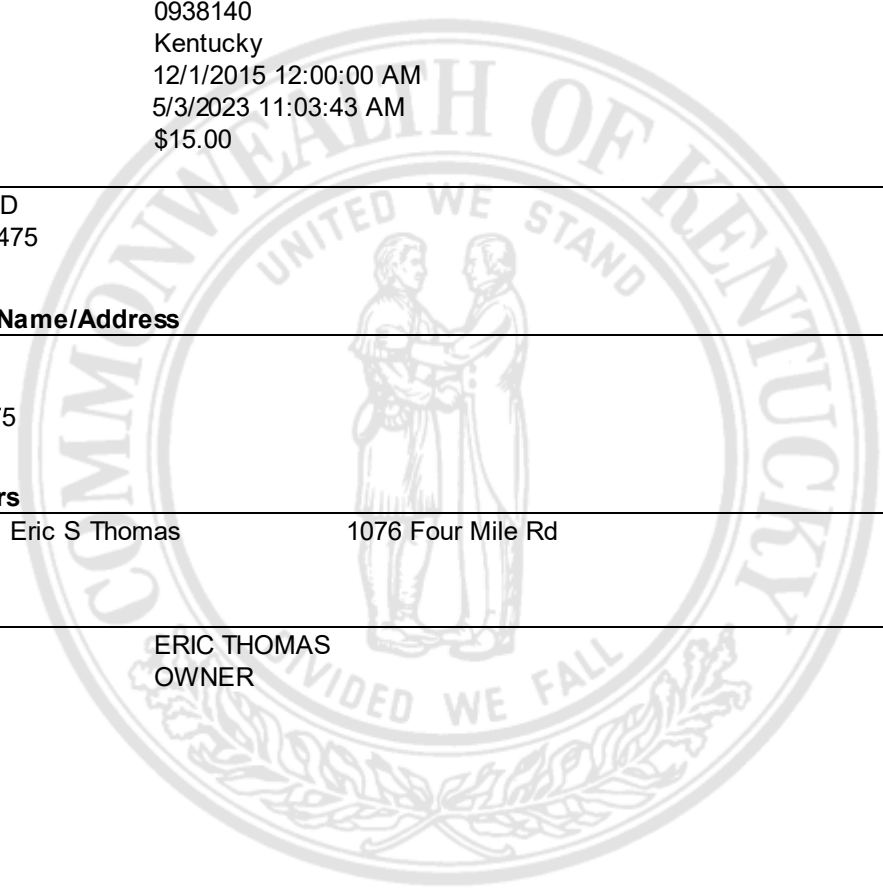 0938140
Kentucky
12/1/2015 12:00:00 AM
5/3/2023 11:03:43 AM
$15.00
D
475
Name/Address
75
rs
Eric S Thomas 1076 Four Mile Rd
ERIC THOMAS
OWNER
COMMONWEALTH OF KENTUCKY
UNITED WE STAND
DIVIDED WE FALL